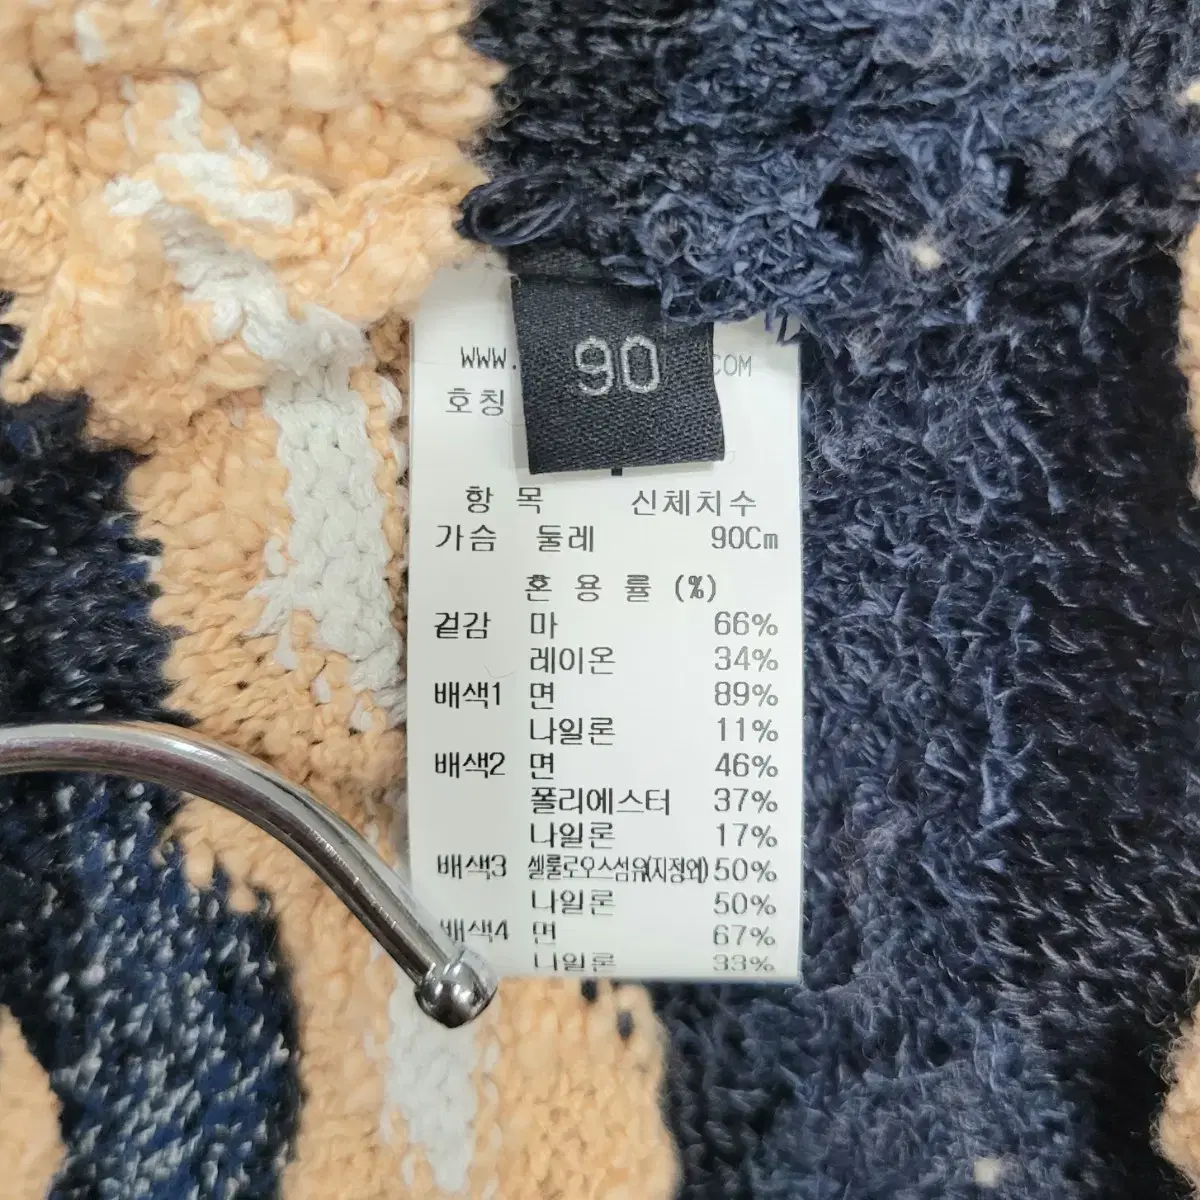 90
WWW. COM
호칭
항 목 신체치수
가슴 둘레 90Cm
혼 용 률 (%)
겉감 마 66%
레이온 34%
배색1 면 89%
나일론 11%
배색2 면 46%
폴리에스터 37%
나일론 17%
배색3 셀룰로오스섬유(지정외) 50%
나일론 50%
배색4 면 67%
나일론 33%